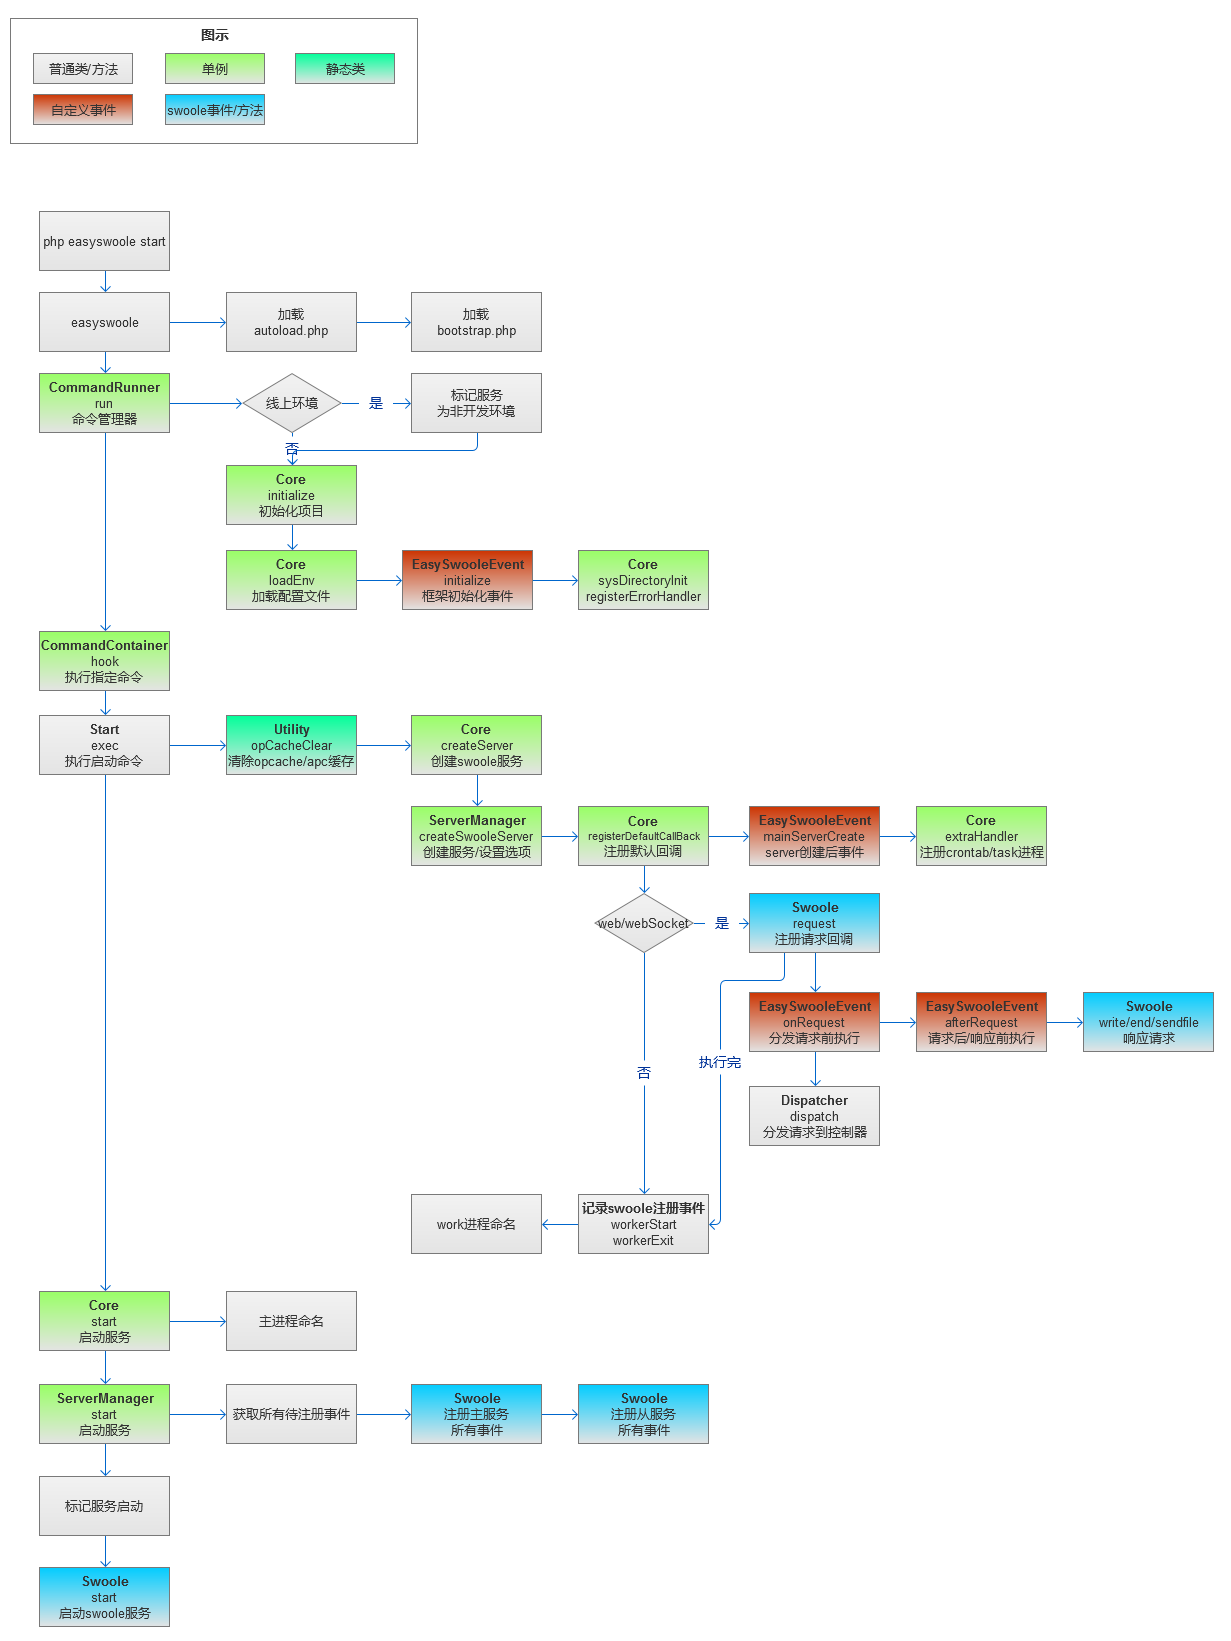 图示
普通类/方法
单例
静态类
自定义事件
swoole事件/方法
php easyswoole start
easyswoole
加载
autoload.php
加载
bootstrap.php
CommandRunner
run
命令管理器
线上环境
是
标记服务
为非开发环境
否
Core
initialize
初始化项目
Core
loadEnv
加载配置文件
EasySwooleEvent
initialize
框架初始化事件
Core
sysDirectoryInit
registerErrorHandler
CommandContainer
hook
执行指定命令
Start
exec
执行启动命令
Utility
opCacheClear
清除opcache/apc缓存
Core
createServer
创建swoole服务
ServerManager
createSwooleServer
创建服务/设置选项
Core
registerDefaultCallBack
注册默认回调
EasySwooleEvent
mainServerCreate
server创建后事件
Core
extraHandler
注册crontab/task进程
web/webSocket
是
Swoole
request
注册请求回调
EasySwooleEvent
onRequest
分发请求前执行
EasySwooleEvent
afterRequest
请求后/响应前执行
Swoole
write/end/sendfile
响应请求
否
执行完
Dispatcher
dispatch
分发请求到控制器
work进程命名
记录swoole注册事件
workerStart
workerExit
Core
start
启动服务
主进程命名
ServerManager
start
启动服务
获取所有待注册事件
Swoole
注册主服务
所有事件
Swoole
注册从服务
所有事件
标记服务启动
Swoole
start
启动swoole服务